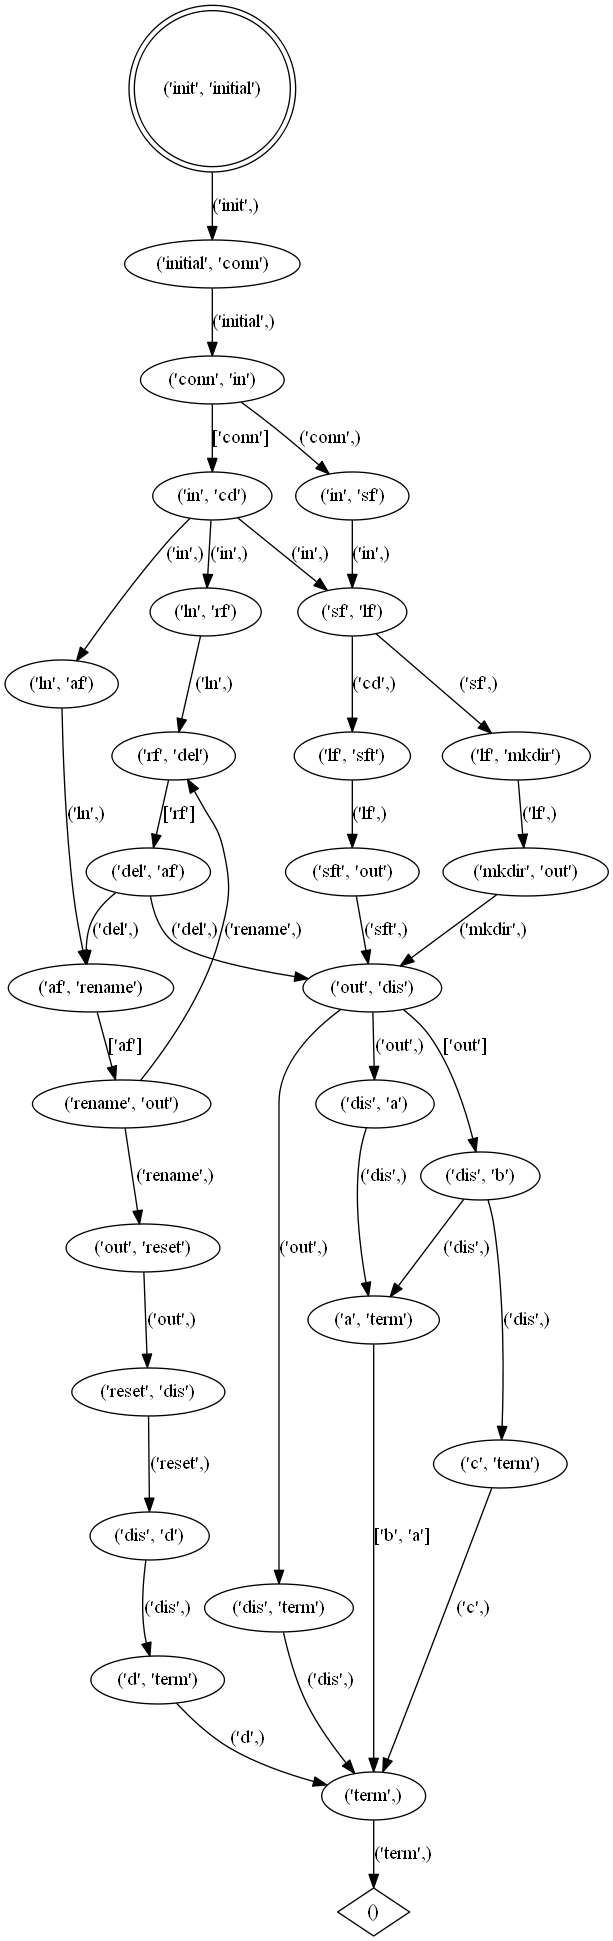 ('init', 'initial')
('init',)
('initial', 'conn')
('initial',)
('conn', 'in')
['conn']
('conn',)
('in', 'cd')
('in', 'sf')
('in',)
('in',)
('in',)
('in',)
('ln', 'rf')
('sf', 'lf')
('ln', 'af')
('ln',)
('cd',)
('sf',)
('rf', 'del')
('lf', 'sft')
('lf', 'mkdir')
('ln',)
['rf']
('lf',)
('lf',)
('del', 'af')
('sft', 'out')
('mkdir', 'out')
('del',)
('del',)
('rename',)
('sft',)
('mkdir',)
('af', 'rename')
('out', 'dis')
['af']
('out',)
['out']
('rename', 'out')
('dis', 'a')
('rename',)
('dis',)
('dis', 'b')
('out', 'reset')
('out',)
('dis',)
('out',)
('a', 'term')
('dis',)
('reset', 'dis')
('reset',)
('c', 'term')
('dis', 'd')
['b', 'a']
('dis',)
('dis', 'term')
('c',)
('d', 'term')
('dis',)
('d',)
('term',)
('term',)
()